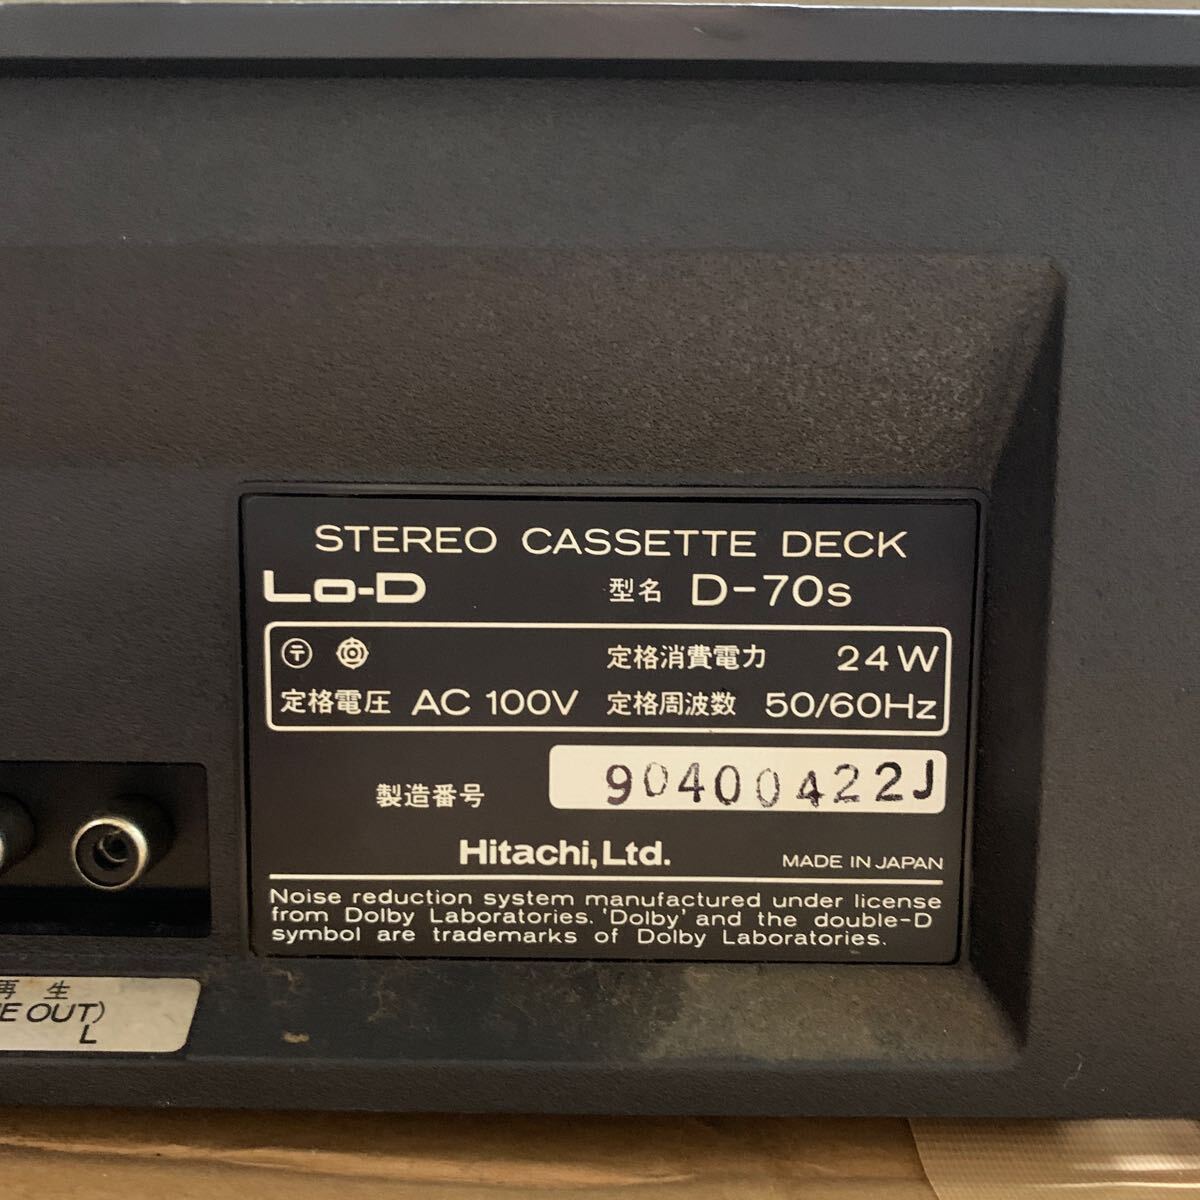 STEREO CASSETTE DECK
Lo-D 型名 D-70s
〒 定格消費電力 24W
定格電圧 AC 100V 定格周波数 50/60Hz
製造番号 90400422J
Hitachi, Ltd. MADE IN JAPAN
Noise reduction system manufactured under license
from Dolby Laboratories. 'Dolby' and the double-D
symbol are trademarks of Dolby Laboratories.
再生
E OUT)
L